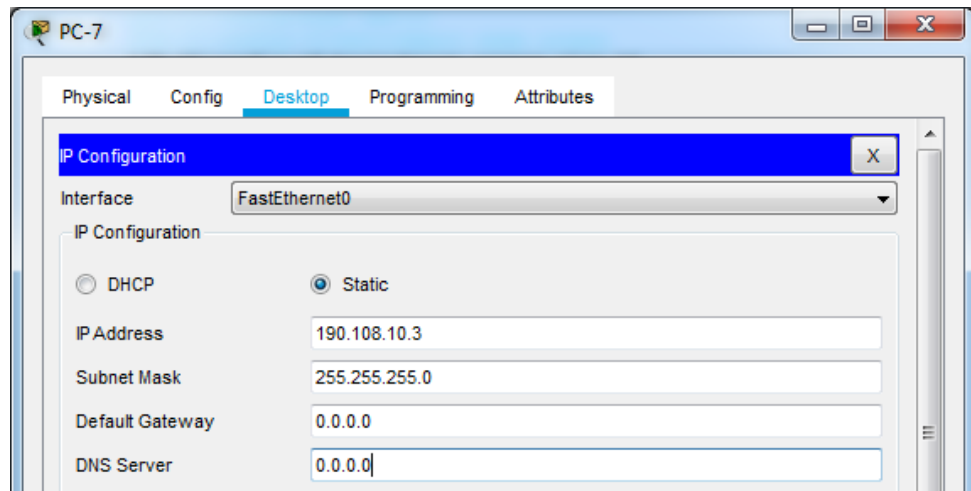 PC-7
X
Physical Config Desktop Programming Attributes
IP Configuration X
Interface FastEthernet0
IP Configuration
DHCP Static
IP Address 190.108.10.3
Subnet Mask 255.255.255.0
Default Gateway 0.0.0.0
DNS Server 0.0.0.0